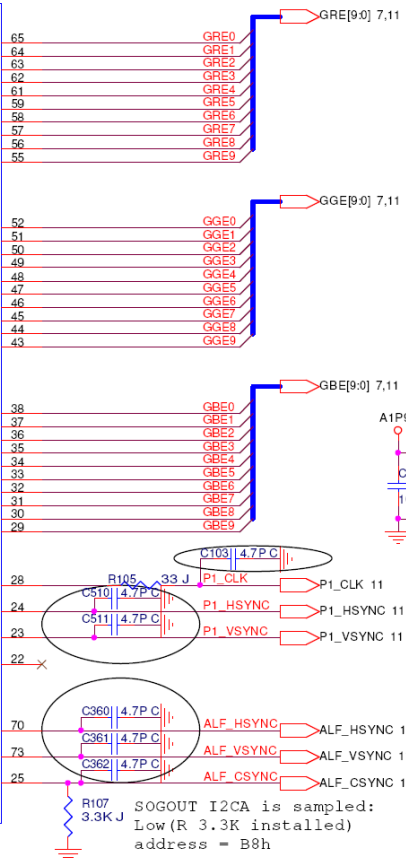 GRE[9:0] 7,11
65 GRE0
64 GRE1
63 GRE2
62 GRE3
61 GRE4
59 GRE5
58 GRE6
57 GRE7
56 GRE8
55 GRE9
GGE[9:0] 7,11
52 GGE0
51 GGE1
50 GGE2
49 GGE3
48 GGE4
47 GGE5
46 GGE6
45 GGE7
44 GGE8
43 GGE9
GBE[9:0] 7,11
38 GBE0
37 GBE1
36 GBE2
35 GBE3
34 GBE4
33 GBE5
32 GBE6
31 GBE7
30 GBE8
29 GBE9
A1P9
C
1
C103 4.7P C
28 R105 33 J P1_CLK P1_CLK 11
C510 4.7P C
24 P1_HSYNC P1_HSYNC 11
C511 4.7P C
23 P1_VSYNC P1_VSYNC 11
22
C360 4.7P C
70 ALF_HSYNC ALF_HSYNC 1
C361 4.7P C
73 ALF_VSYNC ALF_VSYNC 1
C362 4.7P C
25 ALF_CSYNC ALF_CSYNC 1
R107
3.3K J
SOGOUT I2CA is sampled:
Low(R 3.3K installed)
address = B8h